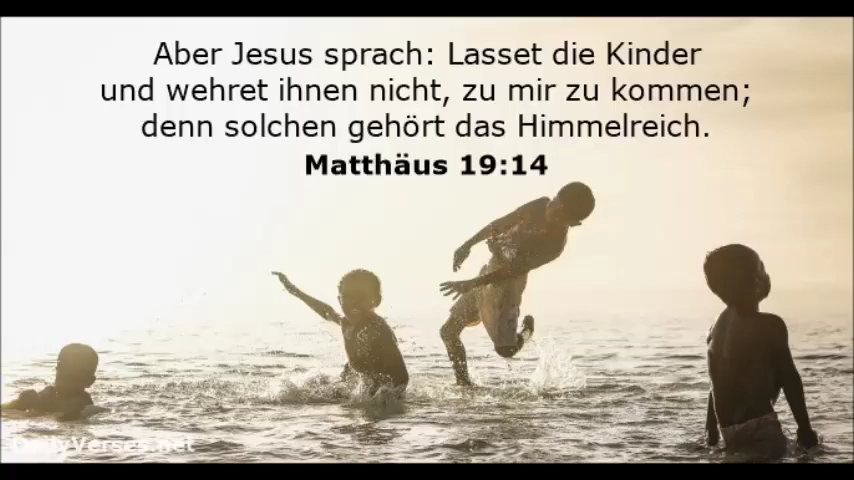 Aber Jesus sprach: Lasset die Kinder
und wehret ihnen nicht, zu mir zu kommen;
denn solchen gehört das Himmelreich.
Matthäus 19:14
DailyVerses.net